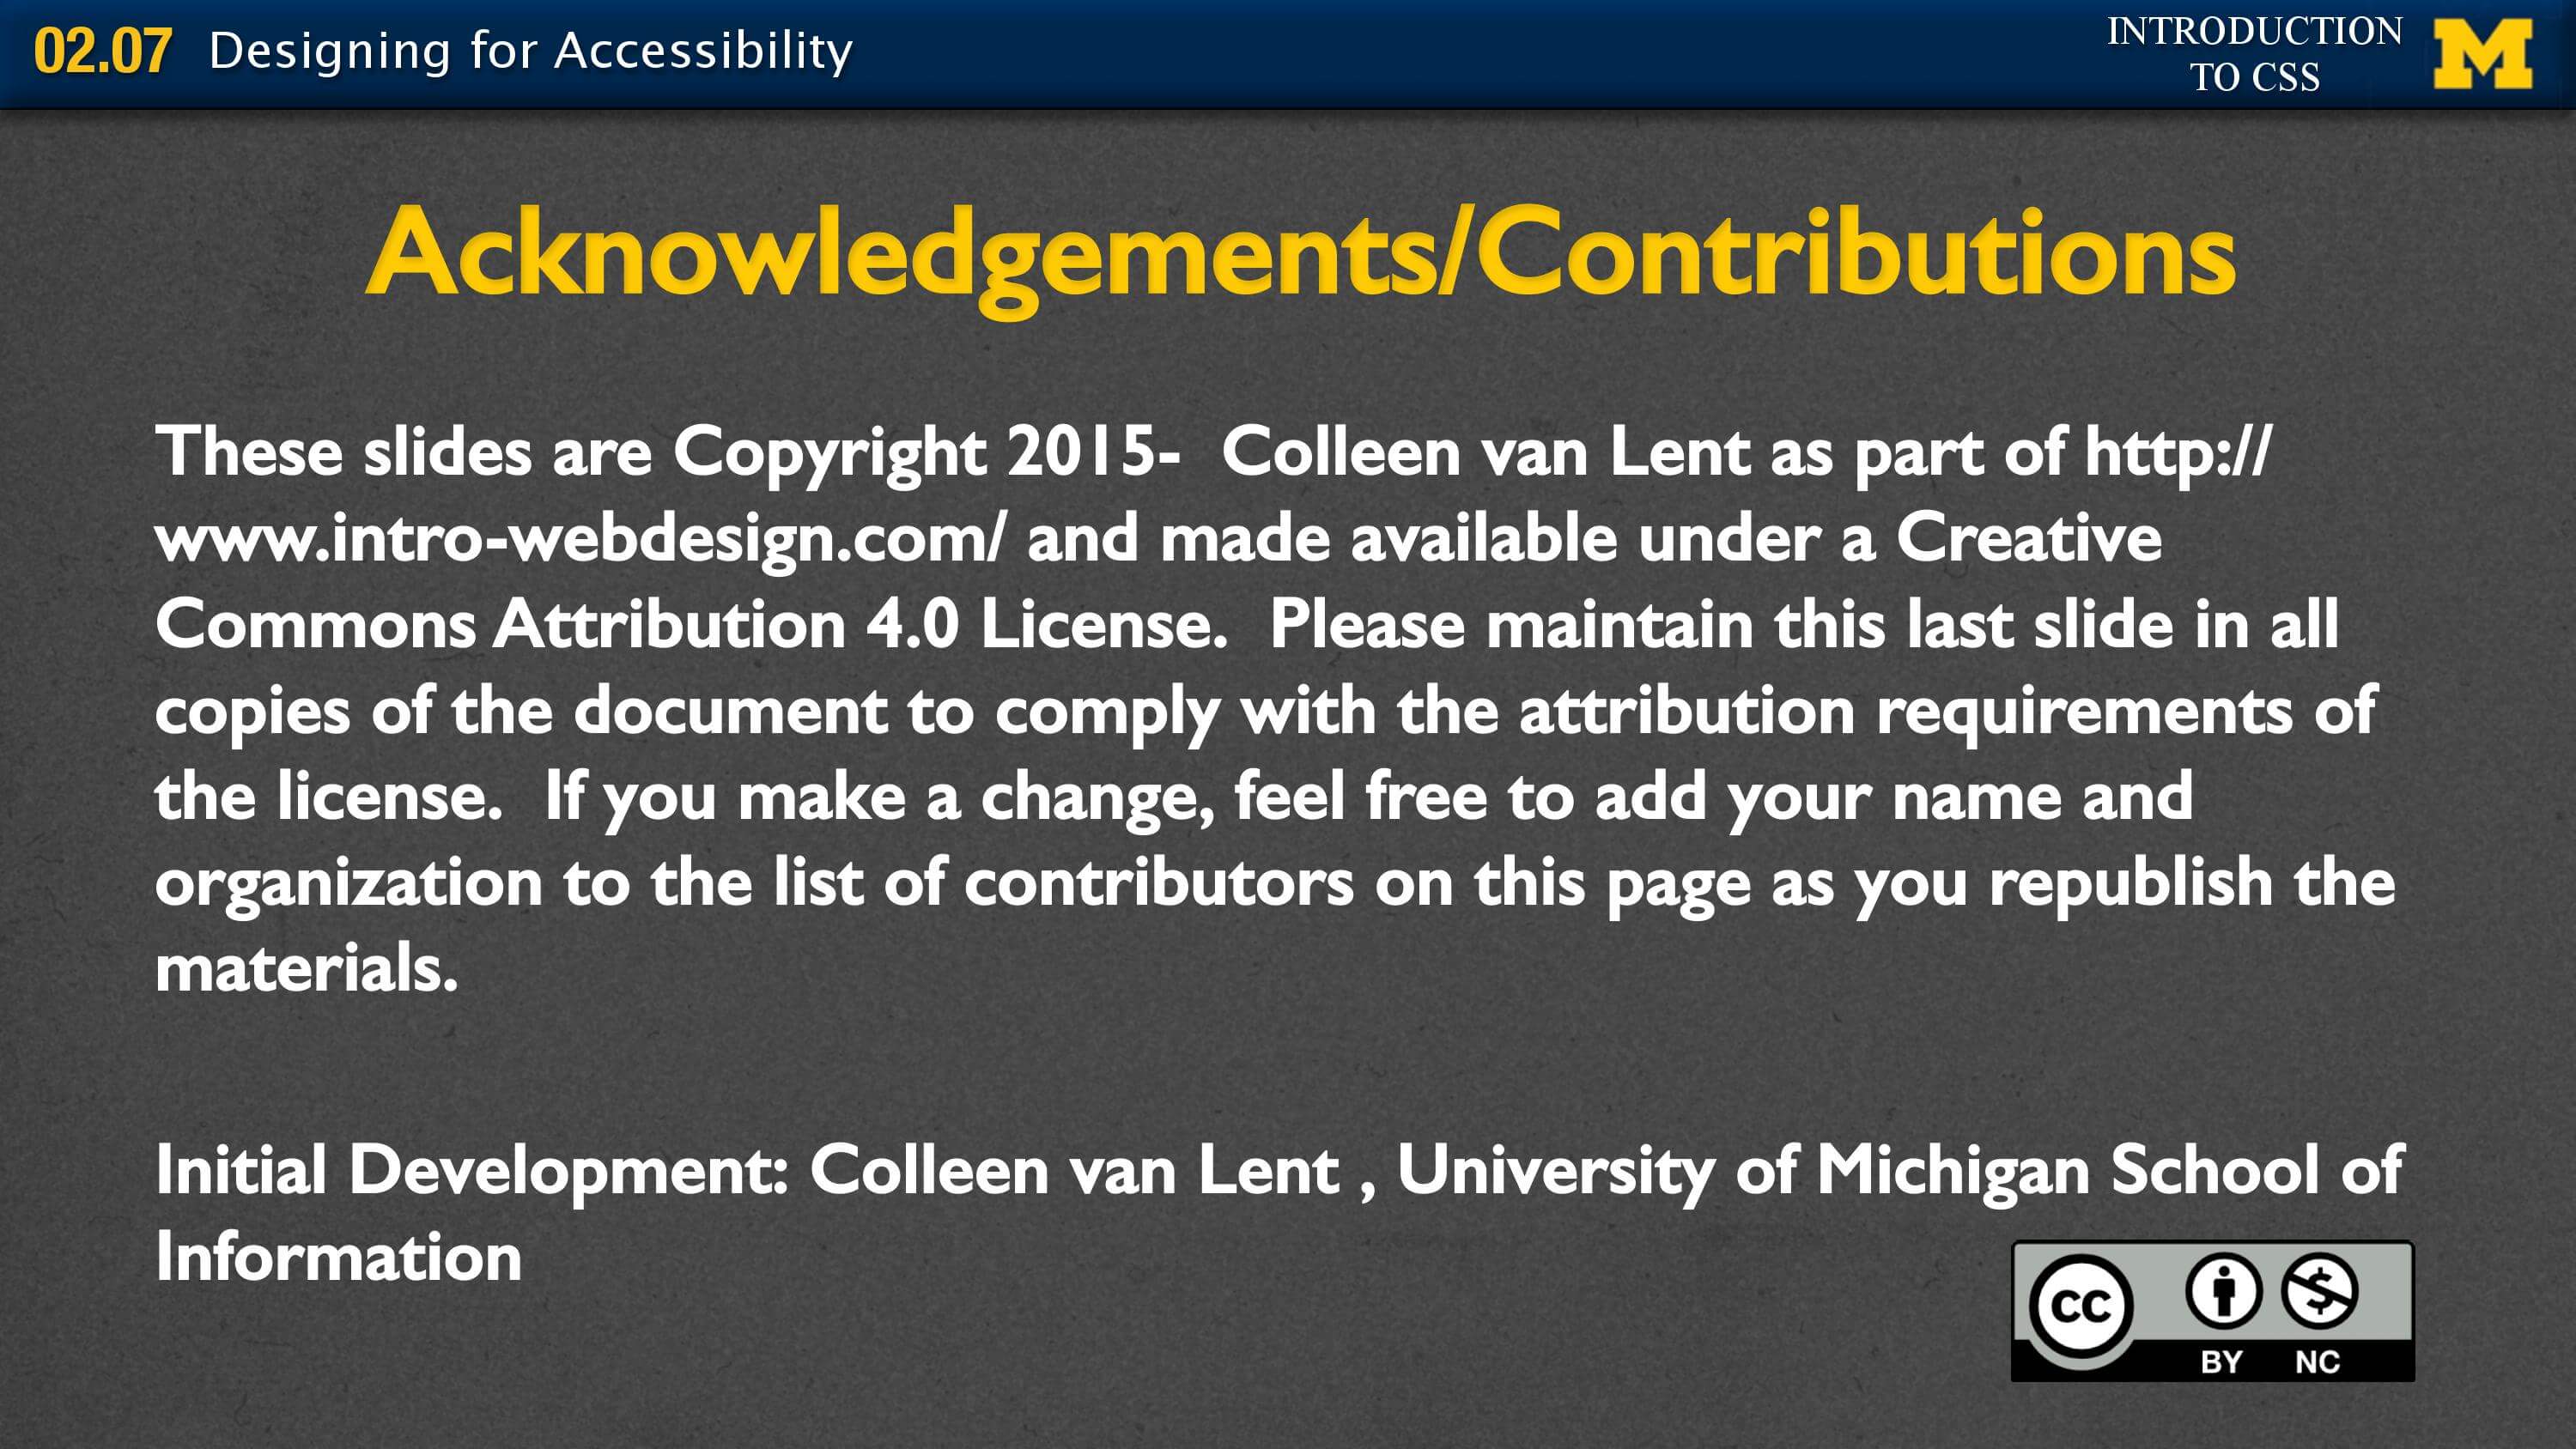 02.07 Designing for Accessibility
INTRODUCTION
TO CSS
M
Acknowledgements/Contributions
These slides are Copyright 2015-  Colleen van Lent as part of http://
www.intro-webdesign.com/ and made available under a Creative
Commons Attribution 4.0 License.  Please maintain this last slide in all
copies of the document to comply with the attribution requirements of
the license.  If you make a change, feel free to add your name and
organization to the list of contributors on this page as you republish the
materials.
Initial Development: Colleen van Lent , University of Michigan School of
Information
CC
BY NC